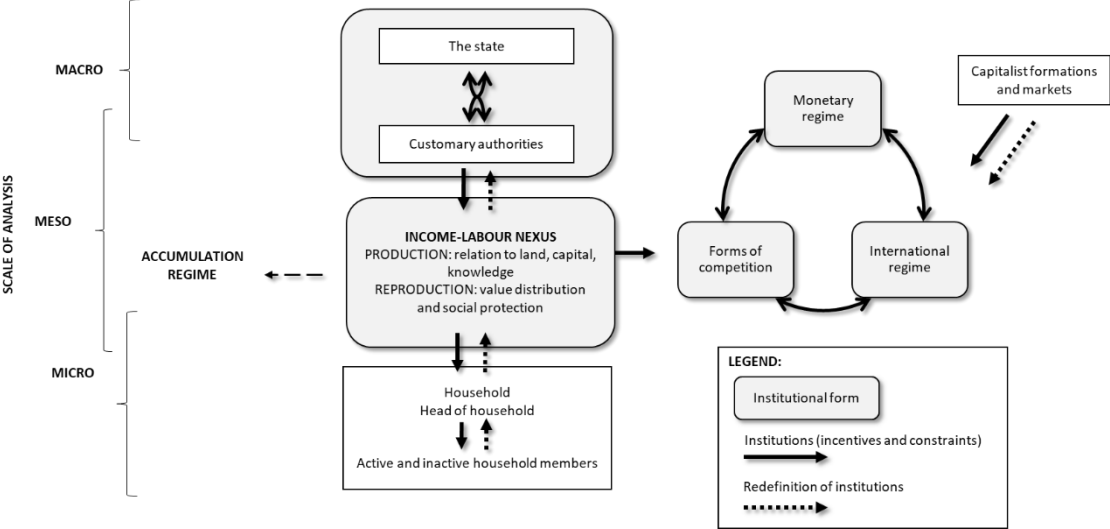 SCALE OF ANALYSIS
MACRO
MESO
MICRO
ACCUMULATION
REGIME
The state
Customary authorities
INCOME-LABOUR NEXUS
PRODUCTION: relation to land, capital,
knowledge
REPRODUCTION: value distribution
and social protection
Household
Head of household
Active and inactive household members
Monetary
regime
Forms of
competition
International
regime
Capitalist formations
and markets
LEGEND:
Institutional form
Institutions (incentives and constraints)
Redefinition of institutions